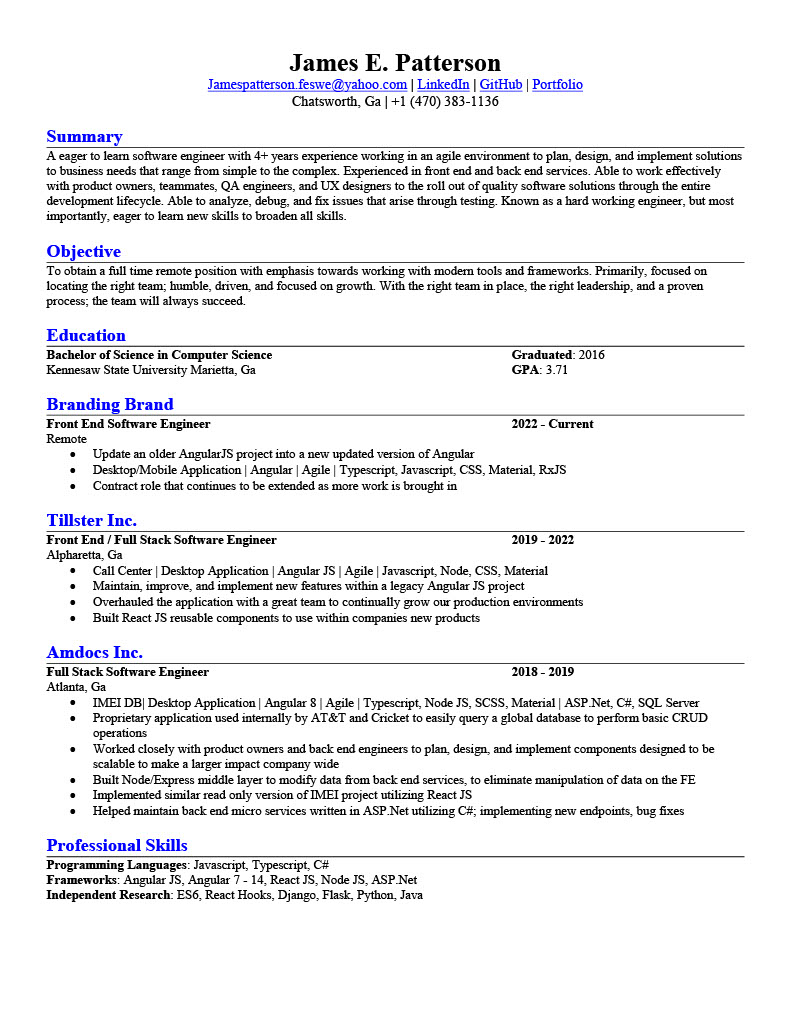 James E. Patterson
Jamespatterson.feswe@yahoo.com | LinkedIn | GitHub | Portfolio
Chatsworth, Ga | +1 (470) 383-1136
Summary
A eager to learn software engineer with 4+ years experience working in an agile environment to plan, design, and implement solutions
to business needs that range from simple to the complex. Experienced in front end and back end services. Able to work effectively
with product owners, teammates, QA engineers, and UX designers to the roll out of quality software solutions through the entire
development lifecycle. Able to analyze, debug, and fix issues that arise through testing. Known as a hard working engineer, but most
importantly, eager to learn new skills to broaden all skills.
Objective
To obtain a full time remote position with emphasis towards working with modern tools and frameworks. Primarily, focused on
locating the right team; humble, driven, and focused on growth. With the right team in place, the right leadership, and a proven
process; the team will always succeed.
Education
Bachelor of Science in Computer Science Graduated: 2016
Kennesaw State University Marietta, Ga GPA: 3.71
Branding Brand
Front End Software Engineer 2022 - Current
Remote
• Update an older AngularJS project into a new updated version of Angular
• Desktop/Mobile Application | Angular | Agile | Typescript, Javascript, CSS, Material, RxJS
• Contract role that continues to be extended as more work is brought in
Tillster Inc.
Front End / Full Stack Software Engineer 2019 - 2022
Alpharetta, Ga
• Call Center | Desktop Application | Angular JS | Agile | Javascript, Node, CSS, Material
• Maintain, improve, and implement new features within a legacy Angular JS project
• Overhauled the application with a great team to continually grow our production environments
• Built React JS reusable components to use within companies new products
Amdocs Inc.
Full Stack Software Engineer 2018 - 2019
Atlanta, Ga
• IMEI DB| Desktop Application | Angular 8 | Agile | Typescript, Node JS, SCSS, Material | ASP.Net, C#, SQL Server
• Proprietary application used internally by AT&T and Cricket to easily query a global database to perform basic CRUD
operations
• Worked closely with product owners and back end engineers to plan, design, and implement components designed to be
scalable to make a larger impact company wide
• Built Node/Express middle layer to modify data from back end services, to eliminate manipulation of data on the FE
• Implemented similar read only version of IMEI project utilizing React JS
• Helped maintain back end micro services written in ASP.Net utilizing C#; implementing new endpoints, bug fixes
Professional Skills
Programming Languages: Javascript, Typescript, C#
Frameworks: Angular JS, Angular 7 - 14, React JS, Node JS, ASP.Net
Independent Research: ES6, React Hooks, Django, Flask, Python, Java